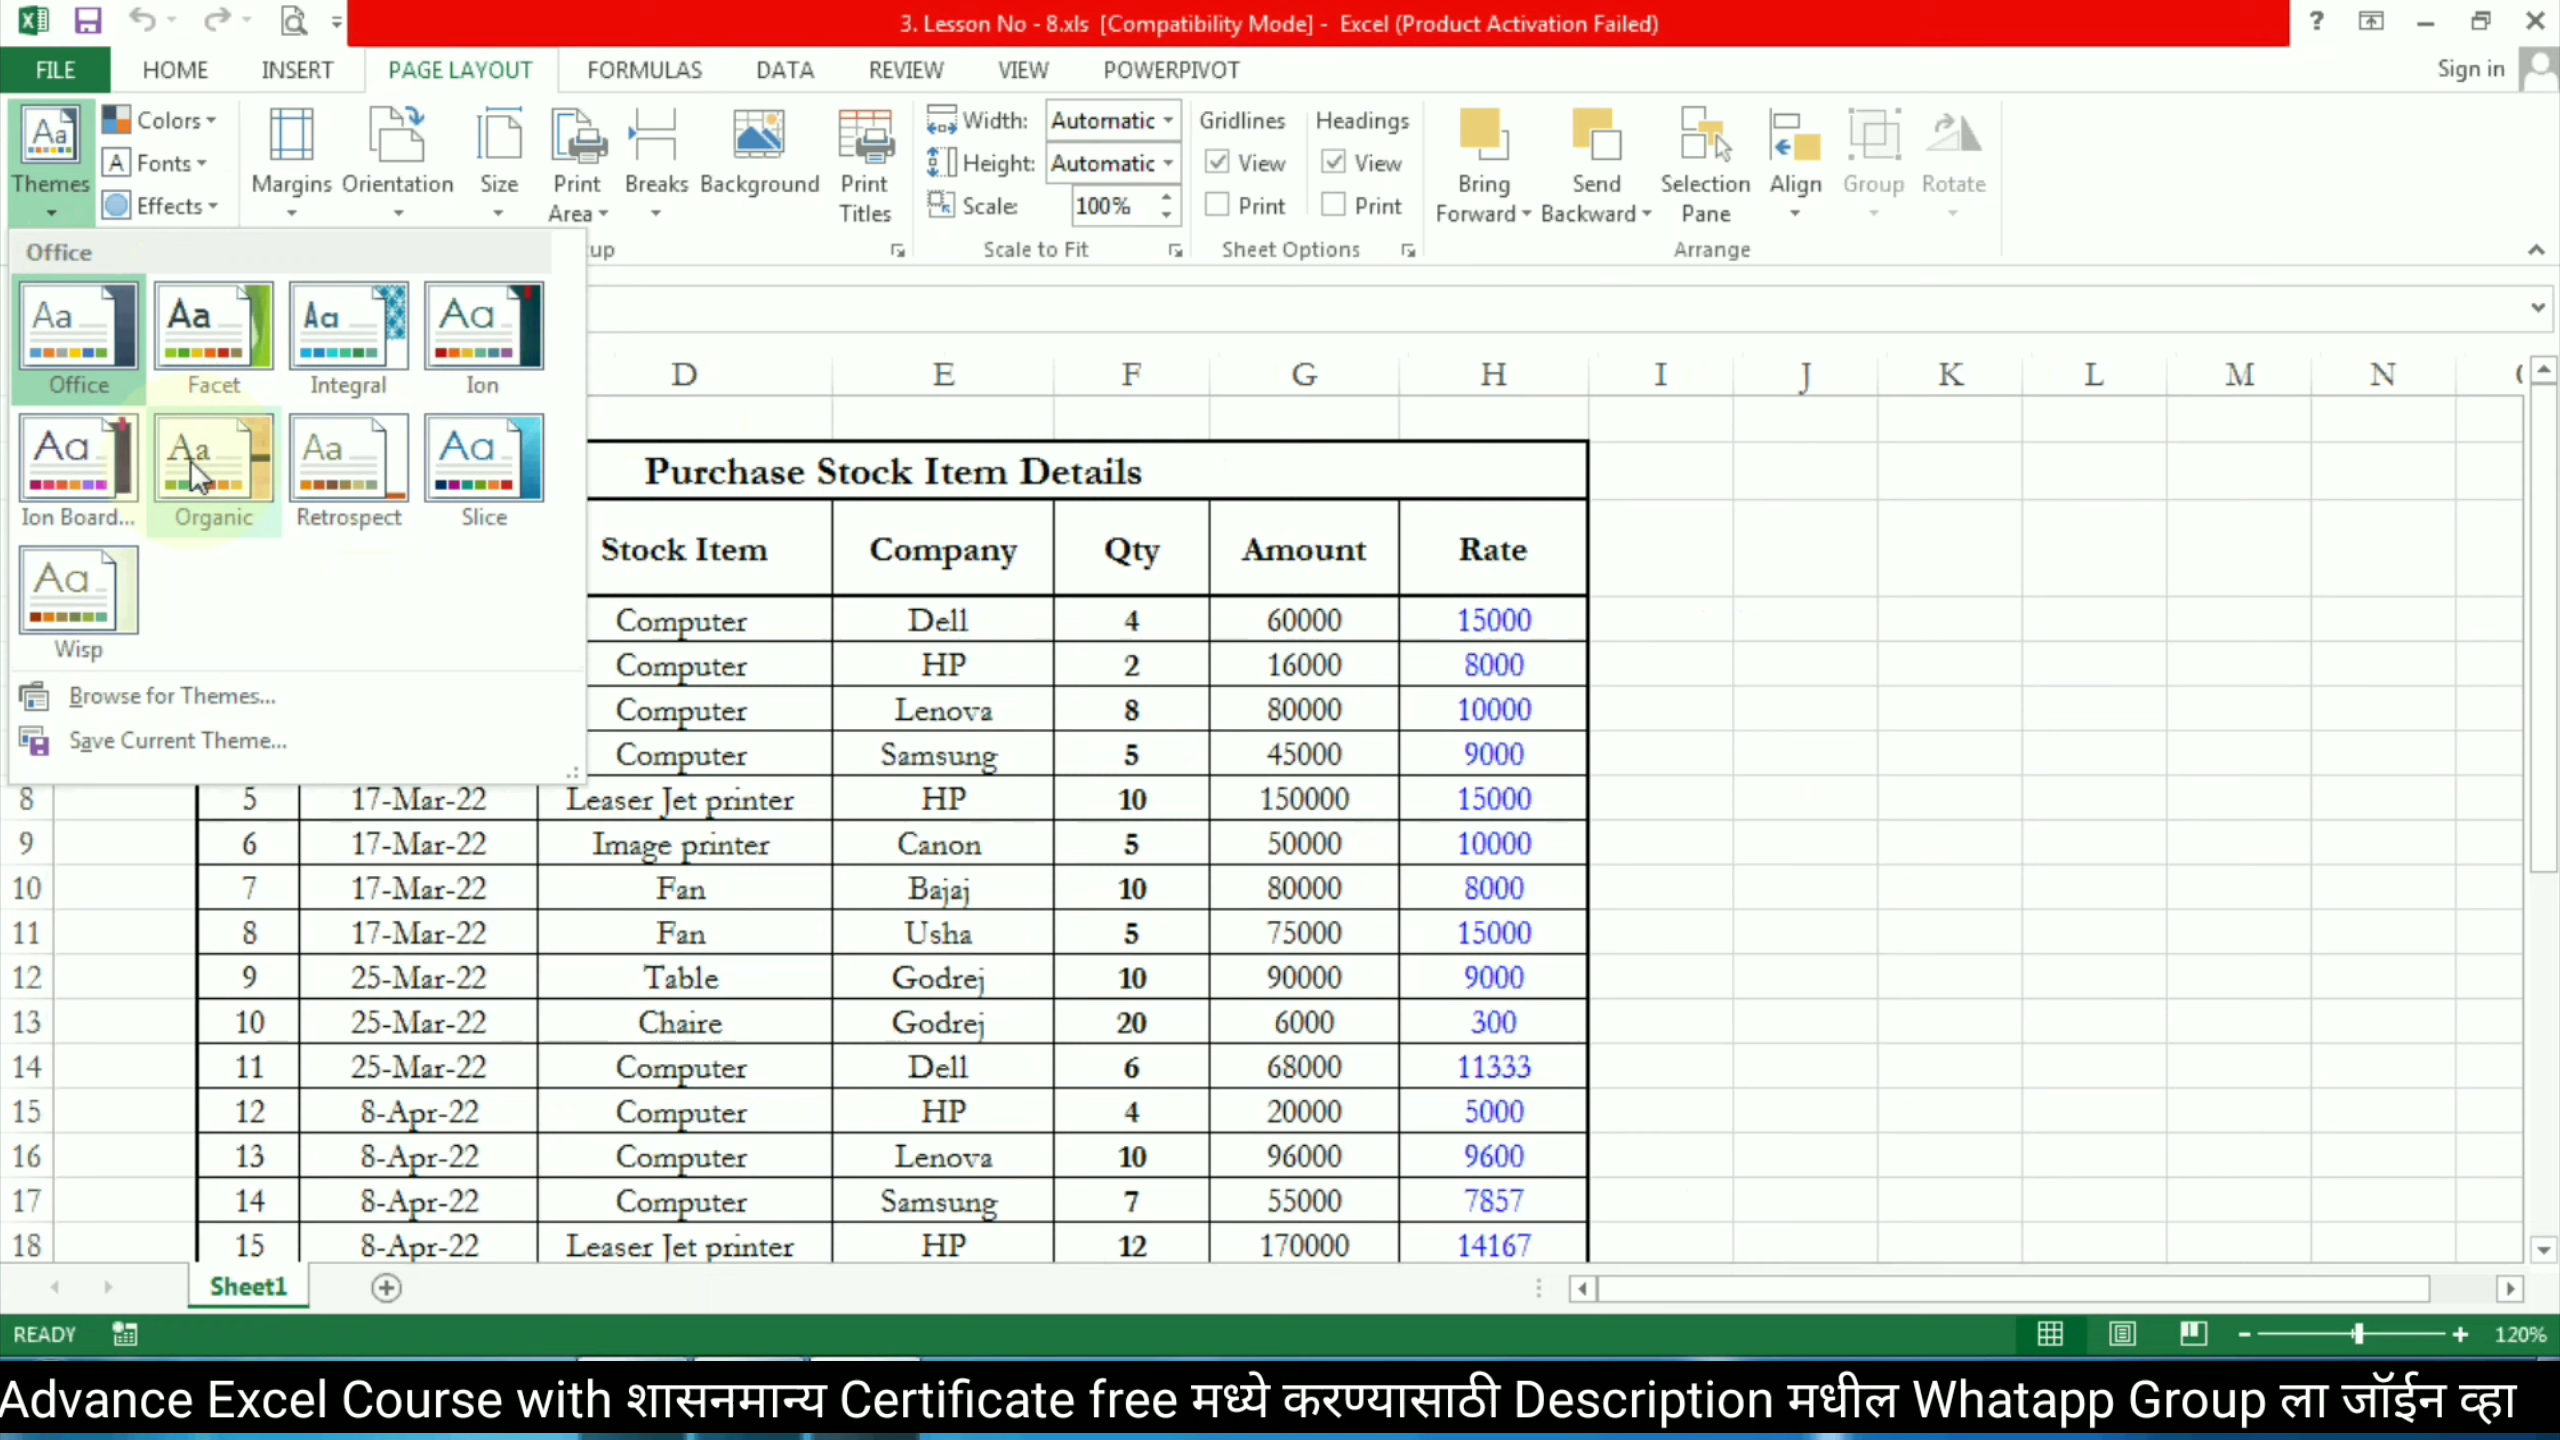 3. Lesson No - 8.xls [Compatibility Mode] - Excel (Product Activation Failed)
FILE HOME INSERT PAGE LAYOUT FORMULAS DATA REVIEW VIEW POWERPIVOT Sign in
Themes Colors Fonts Effects
Margins Orientation Size Print Area Breaks Background Print Titles
Width: Automatic
Height: Automatic
Scale: 100%
Scale to Fit
Gridlines Headings
View View
Print Print
Sheet Options
Bring Forward Send Backward Selection Pane Align Group Rotate
Arrange
up
Office
Office Facet Integral Ion
Ion Board... Organic Retrospect Slice
Wisp
Browse for Themes...
Save Current Theme...
D E F G H I J K L M N
Purchase Stock Item Details
Stock Item Company Qty Amount Rate
Computer Dell 4 60000 15000
Computer HP 2 16000 8000
Computer Lenova 8 80000 10000
Computer Samsung 5 45000 9000
8 5 17-Mar-22 Leaser Jet printer HP 10 150000 15000
9 6 17-Mar-22 Image printer Canon 5 50000 10000
10 7 17-Mar-22 Fan Bajaj 10 80000 8000
11 8 17-Mar-22 Fan Usha 5 75000 15000
12 9 25-Mar-22 Table Godrej 10 90000 9000
13 10 25-Mar-22 Chaire Godrej 20 6000 300
14 11 25-Mar-22 Computer Dell 6 68000 11333
15 12 8-Apr-22 Computer HP 4 20000 5000
16 13 8-Apr-22 Computer Lenova 10 96000 9600
17 14 8-Apr-22 Computer Samsung 7 55000 7857
18 15 8-Apr-22 Leaser Jet printer HP 12 170000 14167
Sheet1
READY 120%
Advance Excel Course with शासनमान्य Certificate free मध्ये करण्यासाठी Description मधील Whatapp Group ला जॉईन व्हा